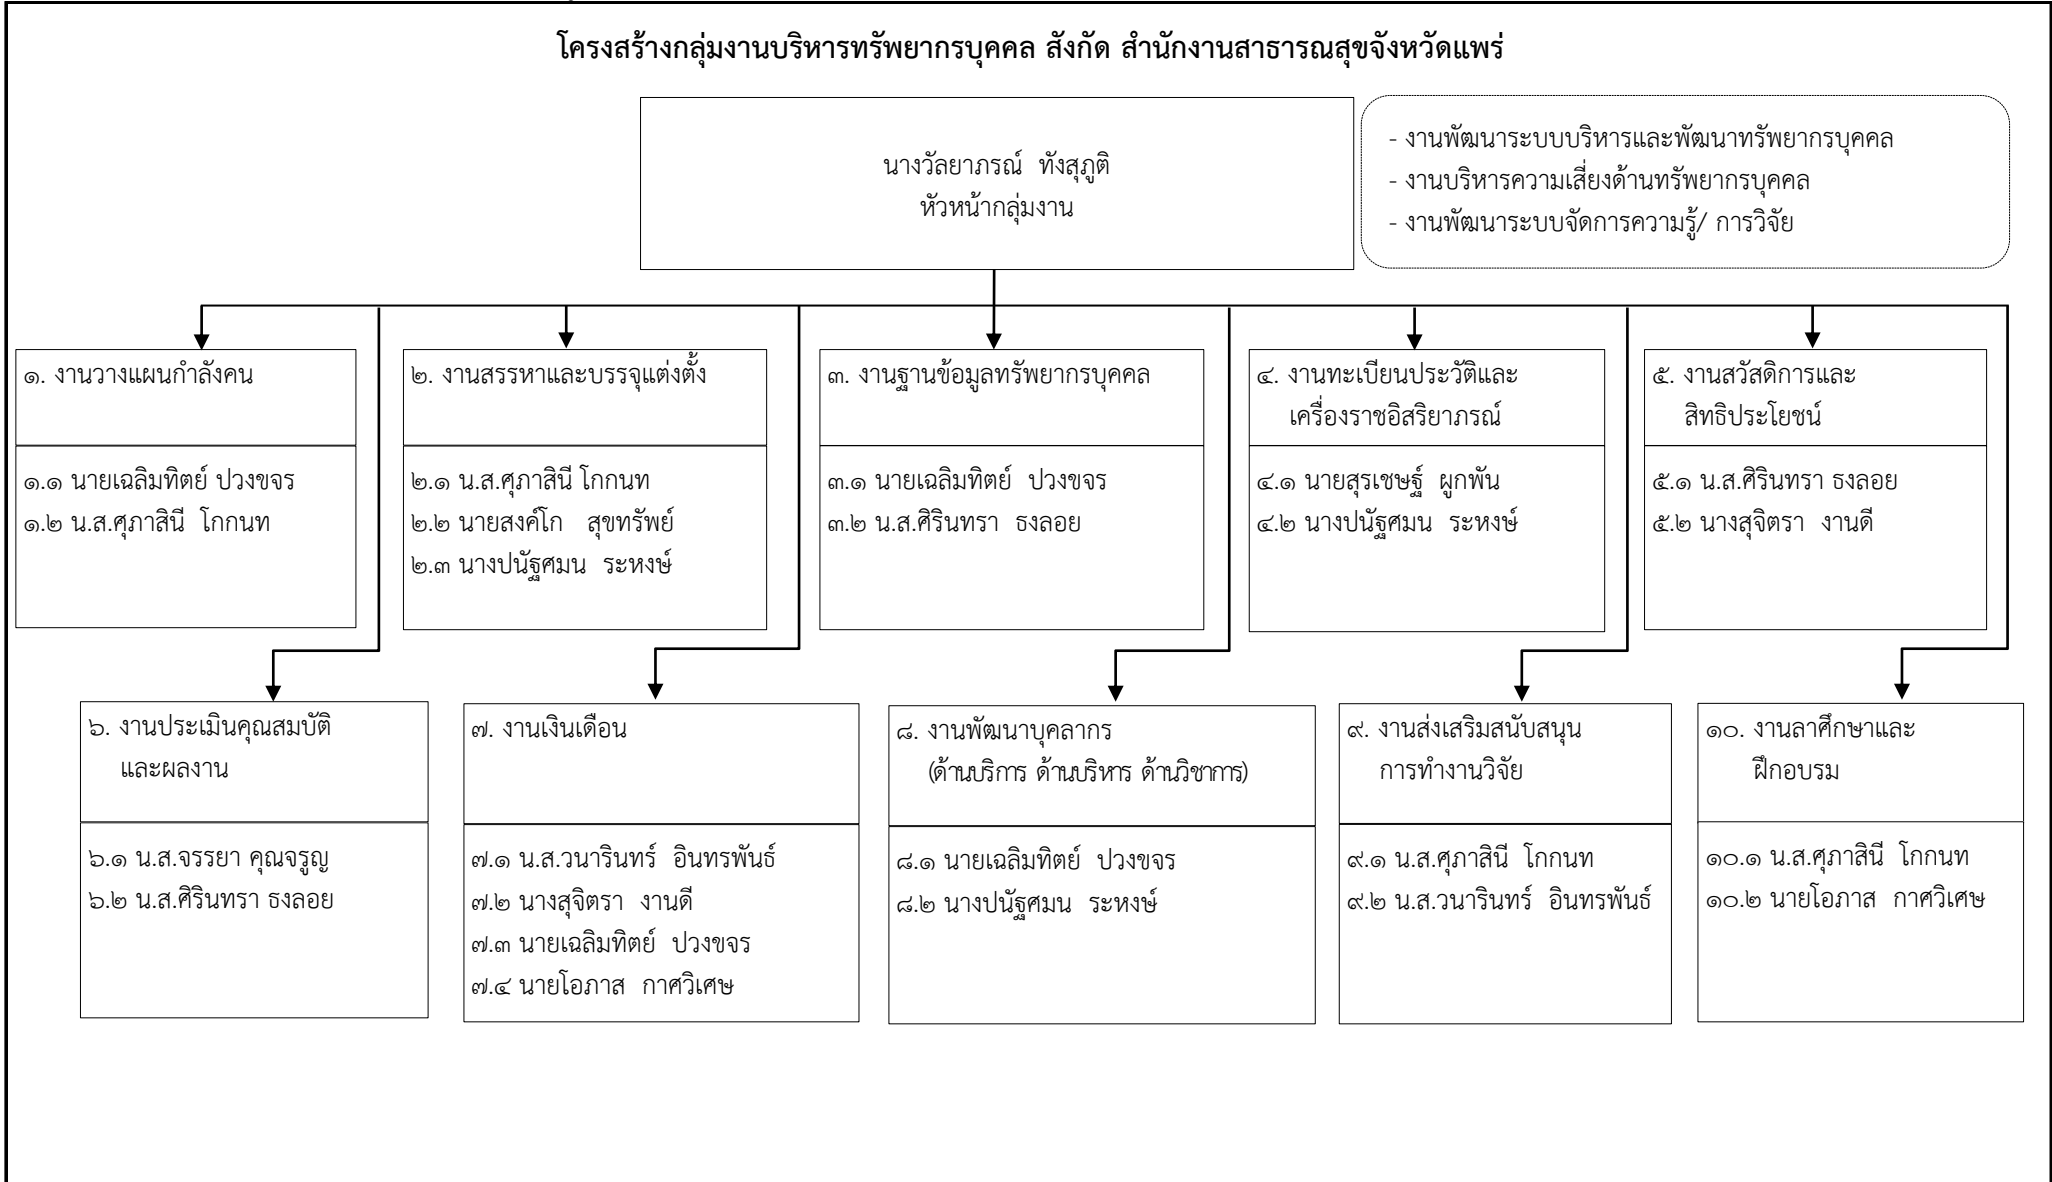 โครงสร้างกลุ่มงานบริหารทรัพยากรบุคคล สังกัด สำนักงานสาธารณสุขจังหวัดแพร่
นางวัลยาภรณ์ ทังสุภูติ
หัวหน้ากลุ่มงาน
- งานพัฒนาระบบบริหารและพัฒนาทรัพยากรบุคคล
- งานบริหารความเสี่ยงด้านทรัพยากรบุคคล
- งานพัฒนาระบบจัดการความรู้/ การวิจัย
๑. งานวางแผนกำลังคน
๑.๑ นายเฉลิมทิตย์ ปวงขจร
๑.๒ น.ส.ศุภาสินี โกกนท
๒. งานสรรหาและบรรจุแต่งตั้ง
๒.๑ น.ส.ศุภาสินี โกกนท
๒.๒ นายสงค์โก สุขทรัพย์
๒.๓ นางปนัฐศมน ระหงษ์
๓. งานฐานข้อมูลทรัพยากรบุคคล
๓.๑ นายเฉลิมทิตย์ ปวงขจร
๓.๒ น.ส.ศิรินทรา ธงลอย
๔. งานทะเบียนประวัติและ
เครื่องราชอิสริยาภรณ์
๔.๑ นายสุรเชษฐ์ ผูกพัน
๔.๒ นางปนัฐศมน ระหงษ์
๕. งานสวัสดิการและ
สิทธิประโยชน์
๕.๑ น.ส.ศิรินทรา ธงลอย
๕.๒ นางสุจิตรา งานดี
๖. งานประเมินคุณสมบัติ
และผลงาน
๖.๑ น.ส.จรรยา คุณจรูญ
๖.๒ น.ส.ศิรินทรา ธงลอย
๗. งานเงินเดือน
๗.๑ น.ส.วนารินทร์ อินทรพันธ์
๗.๒ นางสุจิตรา งานดี
๗.๓ นายเฉลิมทิตย์ ปวงขจร
๗.๔ นายโอภาส กาศวิเศษ
๘. งานพัฒนาบุคลากร
(ด้านบริการ ด้านบริหาร ด้านวิชาการ)
๘.๑ นายเฉลิมทิตย์ ปวงขจร
๘.๒ นางปนัฐศมน ระหงษ์
๙. งานส่งเสริมสนับสนุน
การทำงานวิจัย
๙.๑ น.ส.ศุภาสินี โกกนท
๙.๒ น.ส.วนารินทร์ อินทรพันธ์
๑๐. งานลาศึกษาและ
ฝึกอบรม
๑๐.๑ น.ส.ศุภาสินี โกกนท
๑๐.๒ นายโอภาส กาศวิเศษ